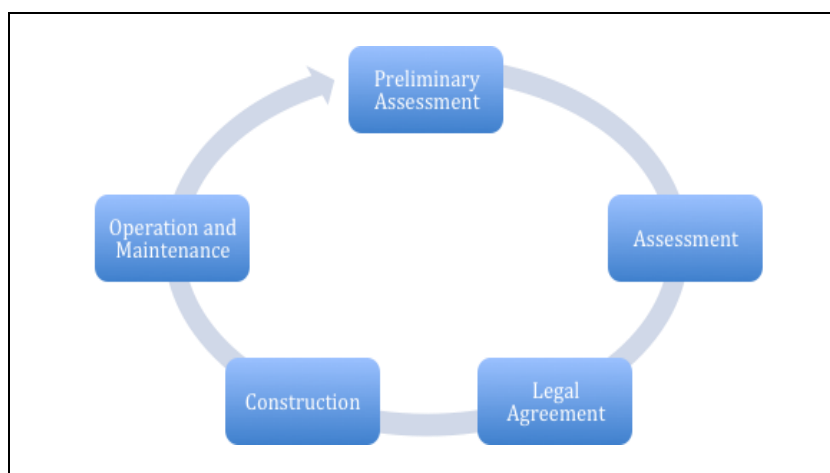 Preliminary
Assessment
Assessment
Legal
Agreement
Construction
Operation and
Maintenance